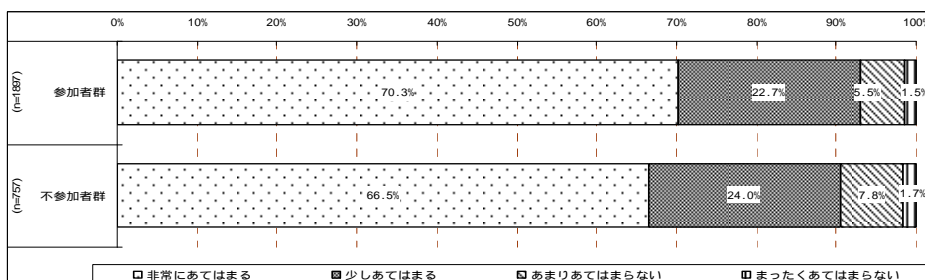 0% 10% 20% 30% 40% 50% 60% 70% 80% 90% 100%
(n=1897) 参加者群 70.3% 22.7% 5.5% 1.5%
(n=757) 不参加者群 66.5% 24.0% 7.8% 1.7%
非常にあてはまる 少しあてはまる あまりあてはまらない まったくあてはまらない